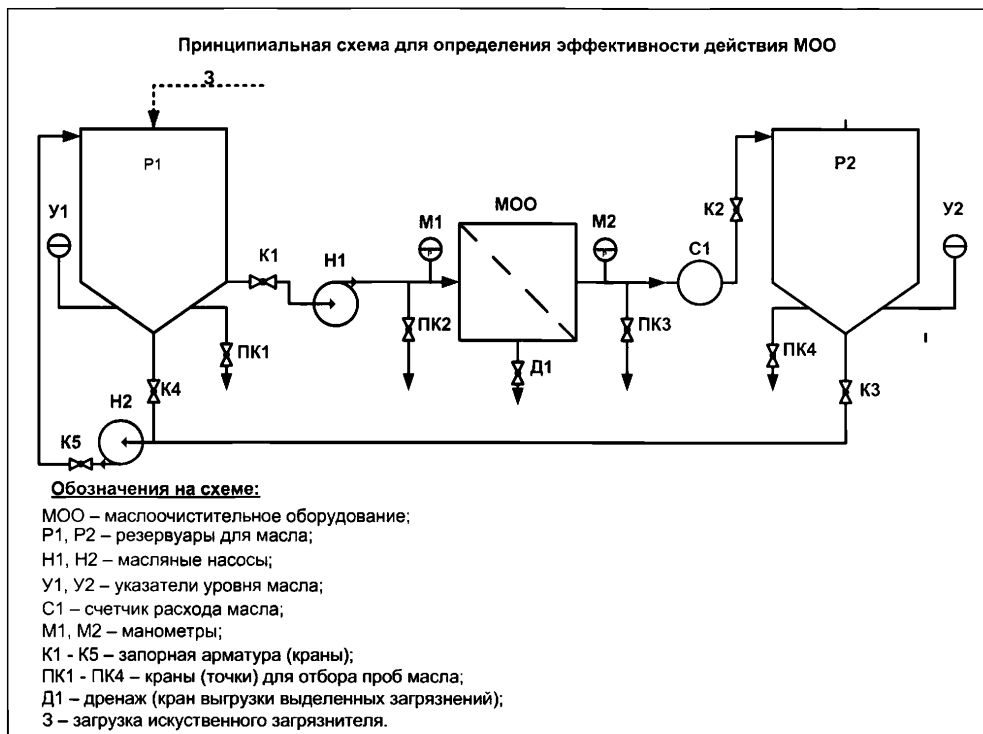 Принципиальная схема для определения эффективности действия МОО
З
Р1
Р2
МОО
У1
М1
М2
К2
У2
К1
Н1
С1
ПК1
ПК2
ПК3
ПК4
Д1
К4
К3
Н2
К5
Обозначения на схеме:
МОО – маслоочистительное оборудование;
Р1, Р2 – резервуары для масла;
Н1, Н2 – масляные насосы;
У1, У2 – указатели уровня масла;
С1 – счетчик расхода масла;
М1, М2 – манометры;
К1 - К5 – запорная арматура (краны);
ПК1 - ПК4 – краны (точки) для отбора проб масла;
Д1 – дренаж (кран выгрузки выделенных загрязнений);
З – загрузка искуственного загрязнителя.